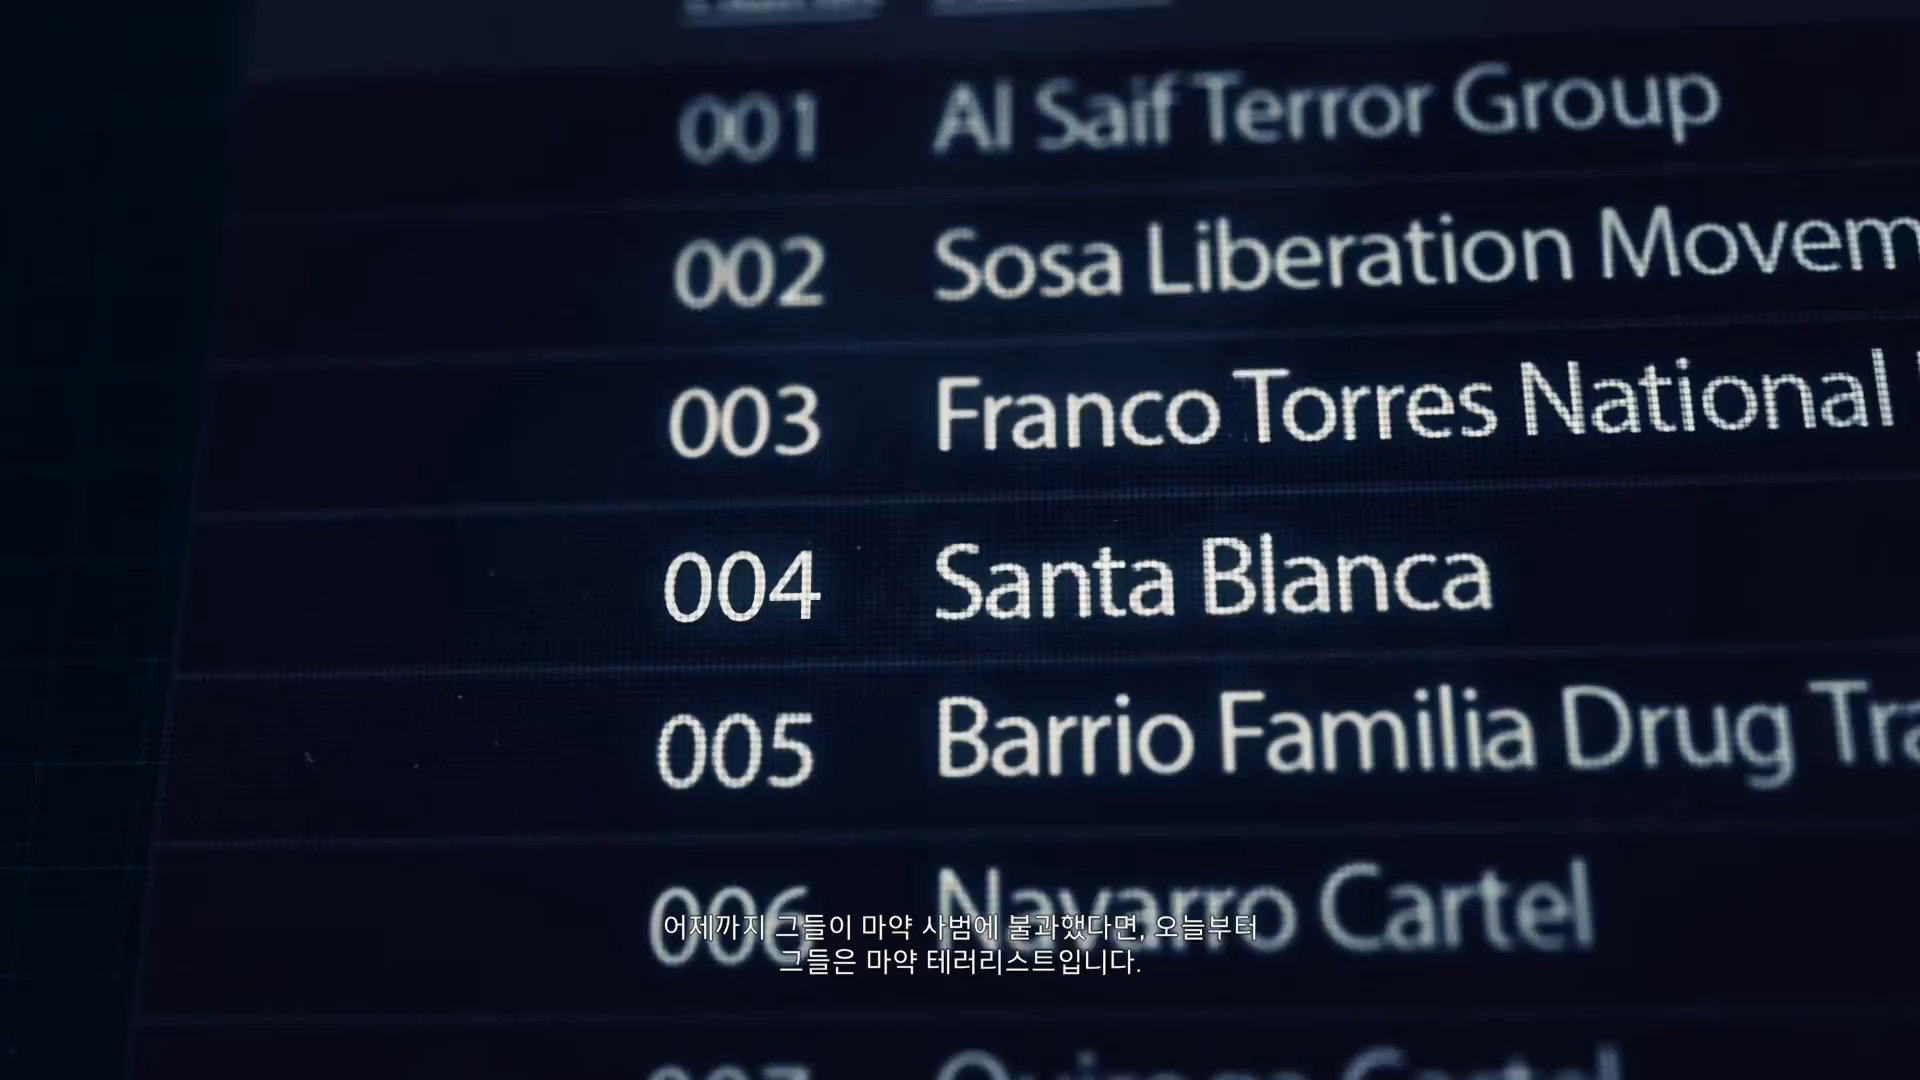 001 Al Saif Terror Group
002 Sosa Liberation Movem
003 Franco Torres National
004 Santa Blanca
005 Barrio Familia Drug Tra
006 Navarro Cartel
어제까지 그들이 마약 사범에 불과했다면, 오늘부터
그들은 마약 테러리스트입니다.